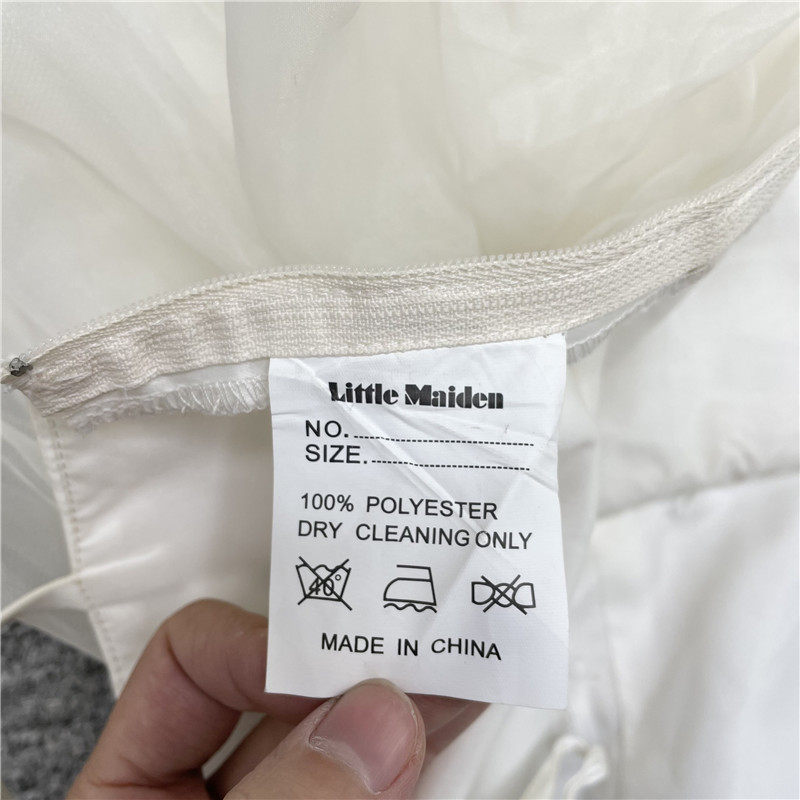 Little Maiden
NO.
SIZE.
100% POLYESTER
DRY CLEANING ONLY
40°
MADE IN CHINA